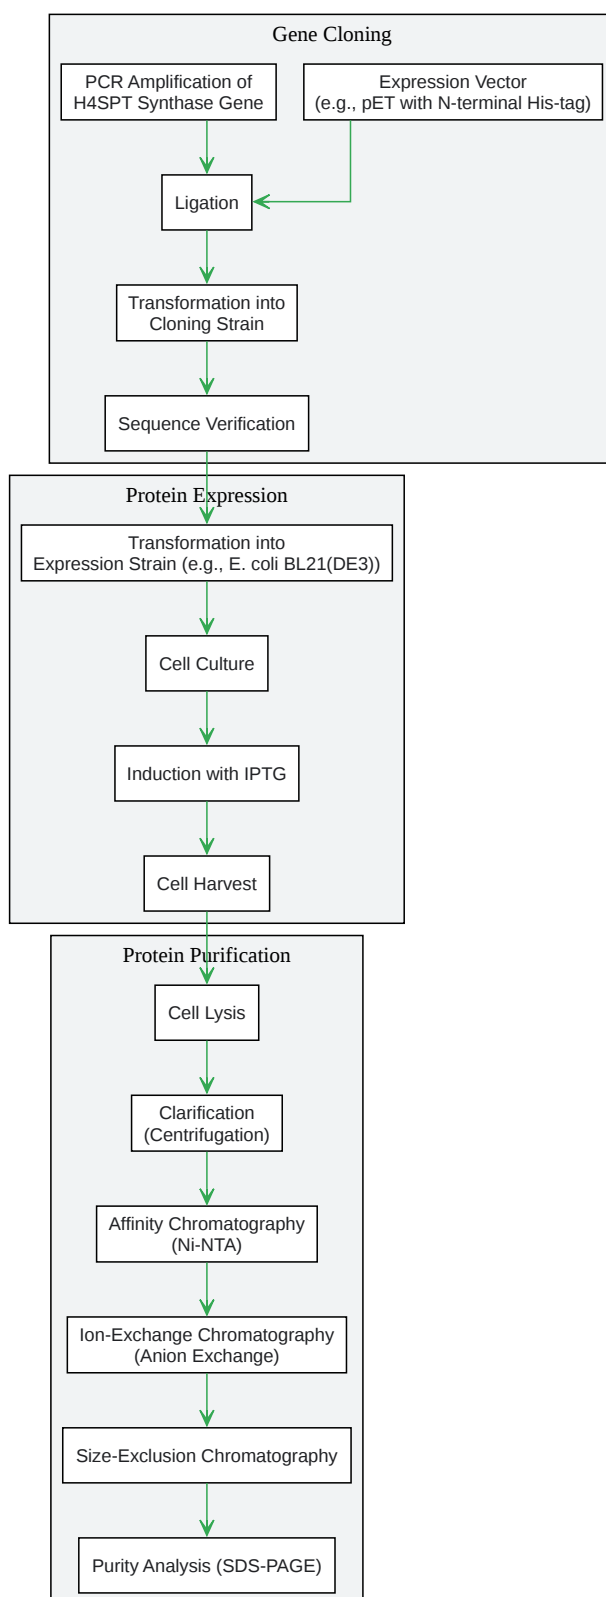 Gene Cloning
PCR Amplification of
H4SPT Synthase Gene
Expression Vector
(e.g., pET with N-terminal His-tag)
Ligation
Transformation into
Cloning Strain
Sequence Verification
Protein Expression
Transformation into
Expression Strain (e.g., E. coli BL21(DE3))
Cell Culture
Induction with IPTG
Cell Harvest
Protein Purification
Cell Lysis
Clarification
(Centrifugation)
Affinity Chromatography
(Ni-NTA)
Ion-Exchange Chromatography
(Anion Exchange)
Size-Exclusion Chromatography
Purity Analysis (SDS-PAGE)